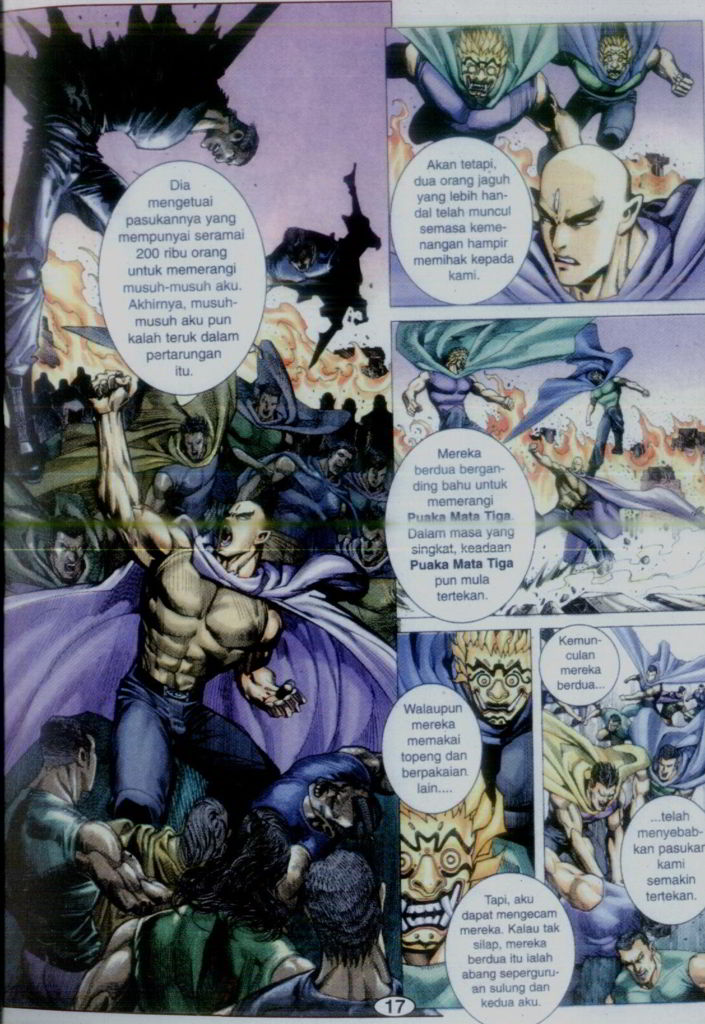 Dia
mengetuai
pasukannya yang
mempunyai seramai
200 ribu orang
untuk memerangi
musuh-musuh aku.
Akhirnya, musuh-
musuh aku pun
kalah teruk dalam
pertarungan
itu.
Akan tetapi,
dua orang jaguh
yang lebih han-
dal telah muncul
semasa keme-
nangan hampir
memihak kepada
kami.
Mereka
berdua bergan-
ding bahu untuk
memerangi
Puaka Mata Tiga.
Dalam masa yang
singkat, keadaan
Puaka Mata Tiga
pun mula
tertekan.
Walaupun
mereka
memakai
topeng dan
berpakaian
lain....
Tapi, aku
dapat mengecam
mereka. Kalau tak
silap, mereka
berdua itu ialah
abang seperguru-
an sulung dan
kedua aku.
Kemun-
culan
mereka
berdua...
...telah
menyebab-
kan pasukan
kami
semakin
tertekan.
17